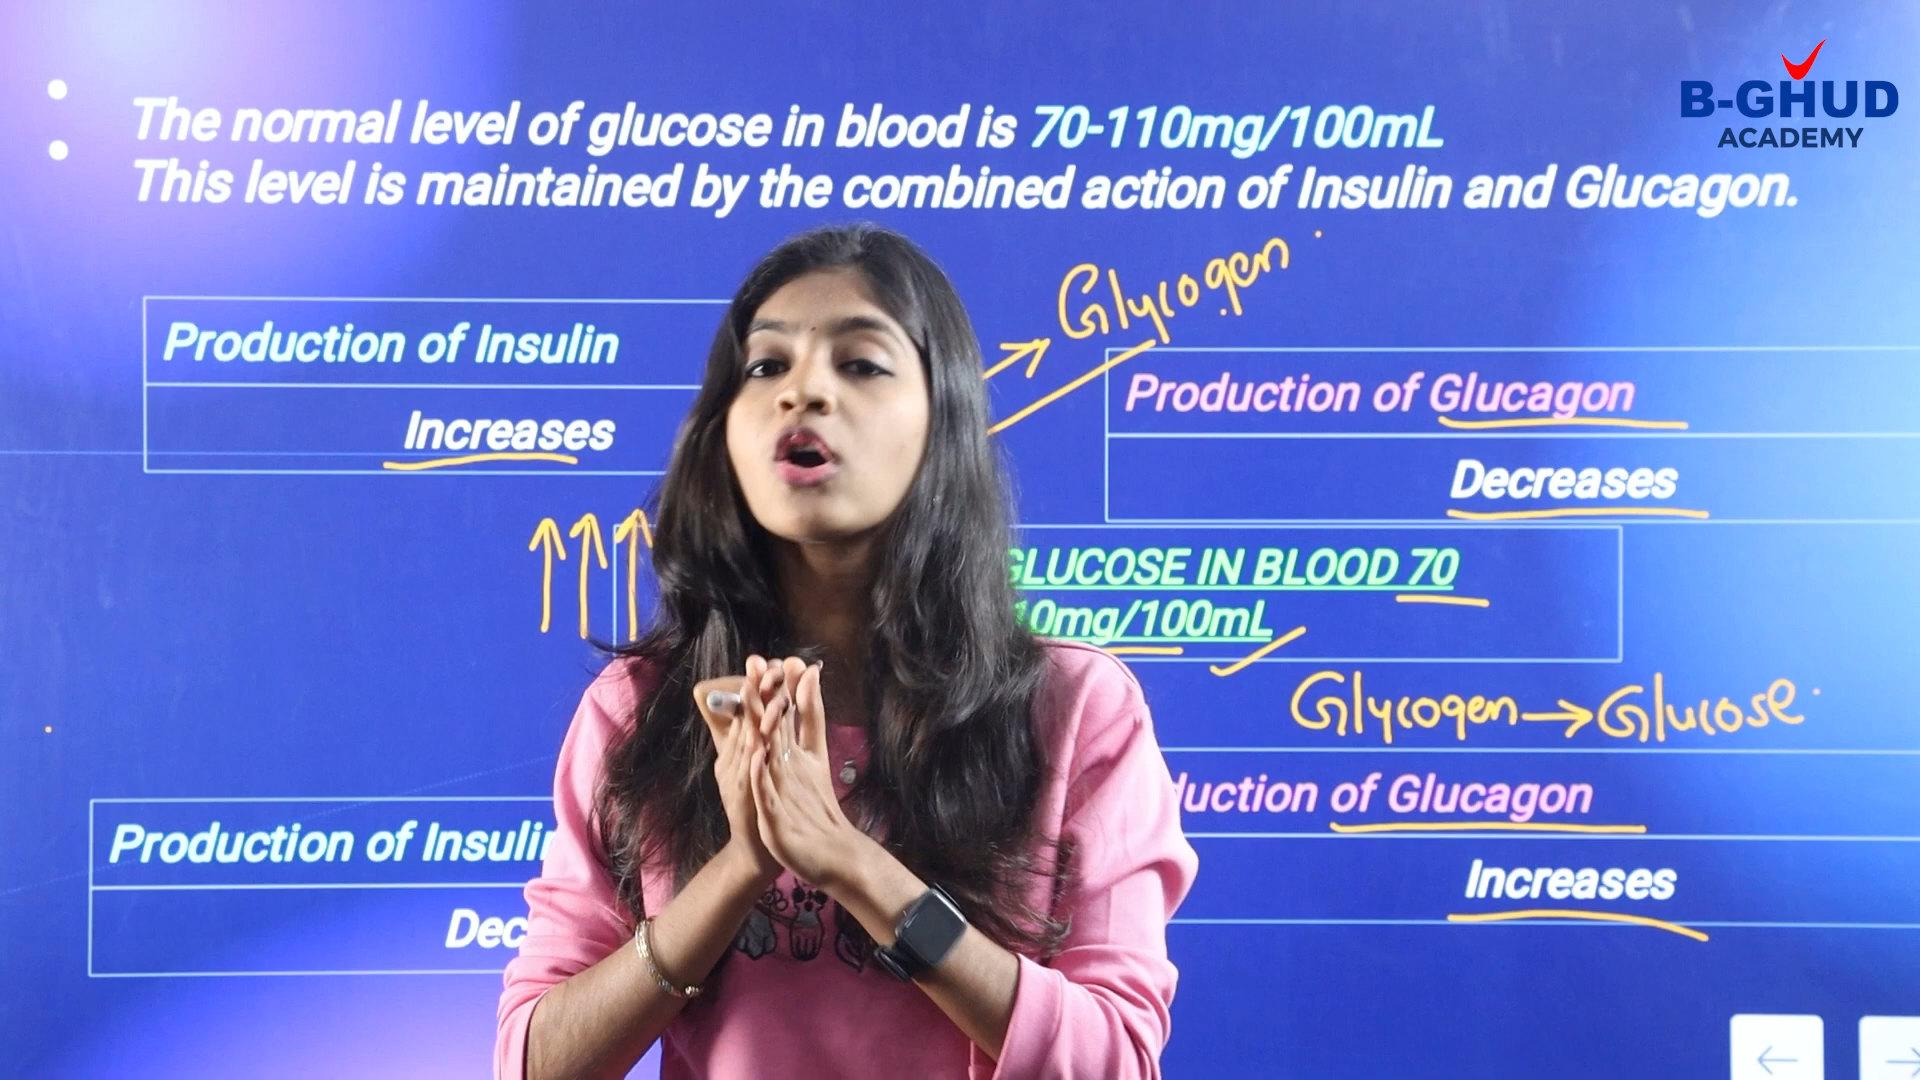 B-GHUD
ACADEMY
The normal level of glucose in blood is 70-110mg/100mL
This level is maintained by the combined action of Insulin and Glucagon.
Glycogen
Production of Insulin
Increases
Production of Glucagon
Decreases
GLUCOSE IN BLOOD 70
10mg/100mL
Glycogen → Glucose
Production of Insulin
Dec
duction of Glucagon
Increases